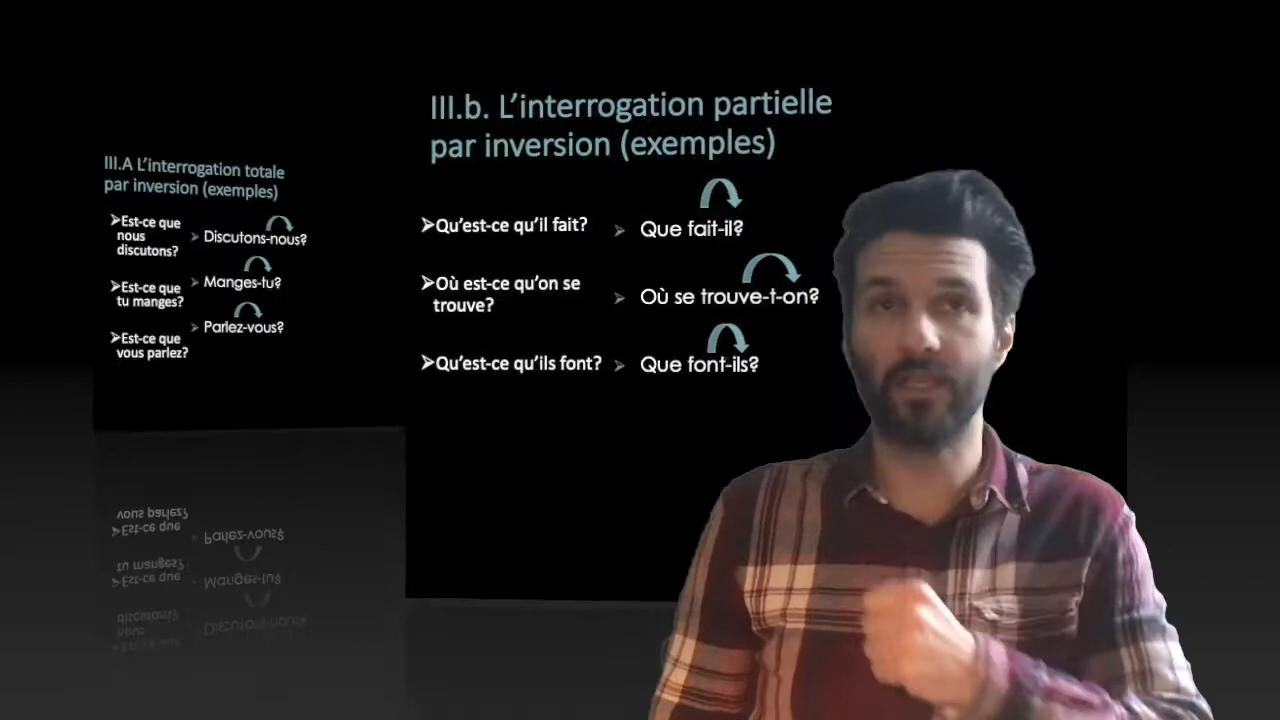 III.A L'interrogation totale
par inversion (exemples)
➢Est-ce que
nous
discutons?
➢ Discutons-nous?
➢Est-ce que
tu manges?
➢ Manges-tu?
➢Est-ce que
vous parlez?
➢ Parlez-vous?
III.b. L'interrogation partielle
par inversion (exemples)
➢Qu'est-ce qu'il fait?
➢ Que fait-il?
➢Où est-ce qu'on se
trouve?
➢ Où se trouve-t-on?
➢Qu'est-ce qu'ils font?
➢ Que font-ils?